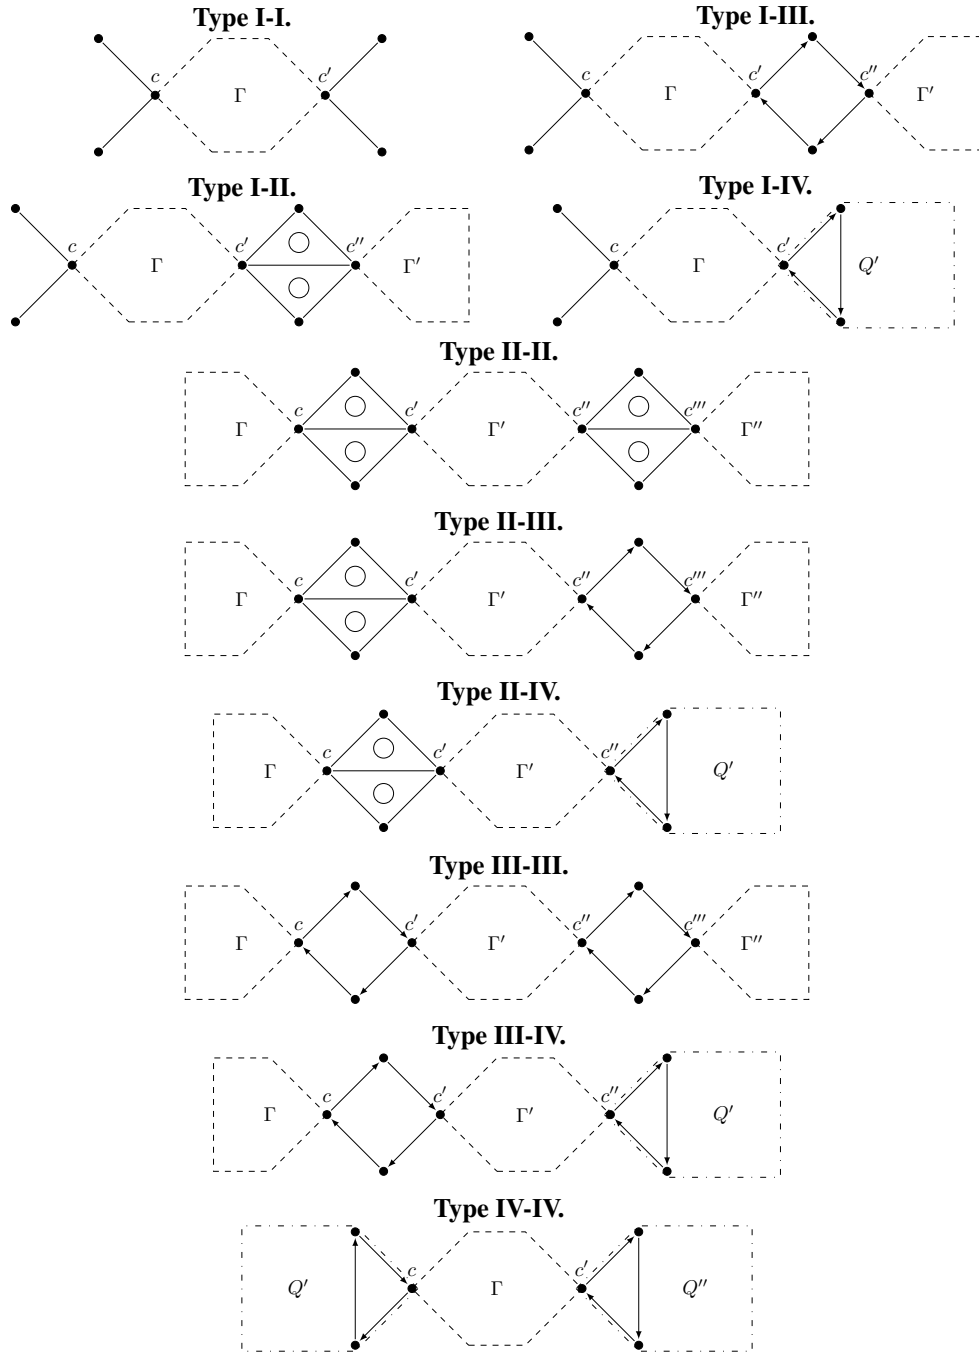 Type I-I.
c Γ c′
Type I-III.
c Γ c′ c″ Γ′
Type I-II.
c Γ c′ c″ Γ′
Type I-IV.
c Γ c′ Q′
Type II-II.
Γ c c′ Γ′ c″ c‴ Γ″
Type II-III.
Γ c c′ Γ′ c″ c‴ Γ″
Type II-IV.
Γ c c′ Γ′ c″ Q′
Type III-III.
Γ c c′ Γ′ c″ c‴ Γ″
Type III-IV.
Γ c c′ Γ′ c″ Q′
Type IV-IV.
Q′ c Γ c′ Q″